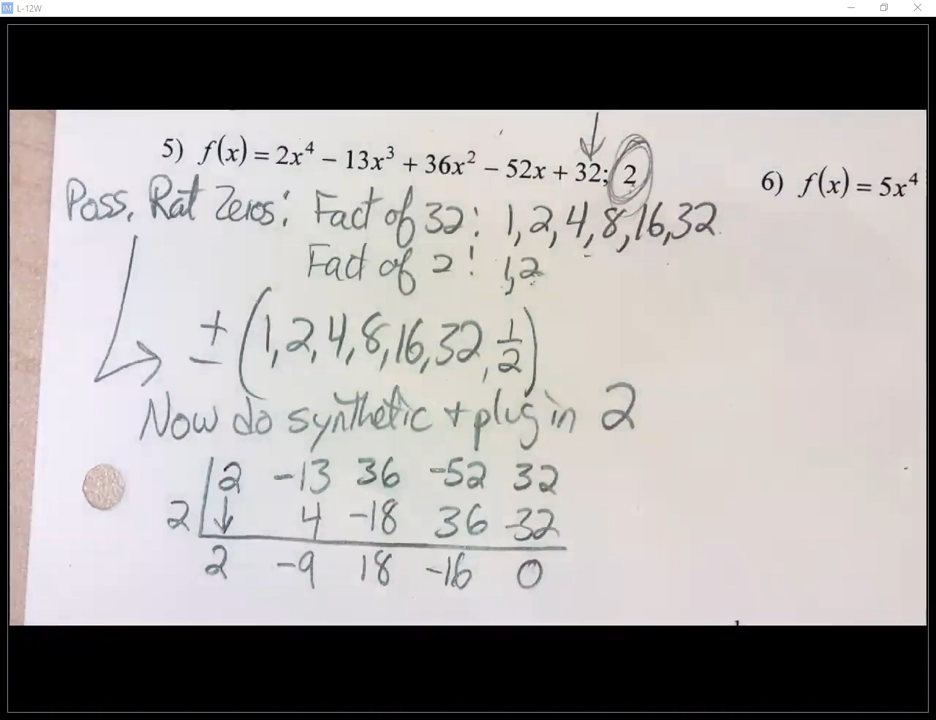 L-12W
5) f(x) = 2x⁴ − 13x³ + 36x² − 52x + 32; 2
6) f(x) = 5x⁴
Poss. Rat Zeros: Fact of 32: 1,2,4,8,16,32
Fact of 2: 1,2
± (1,2,4,8,16,32,1/2)
Now do synthetic + plug in 2
2 -13 36 -52 32
2 ↓ 4 -18 36 -32
2 -9 18 -16 0